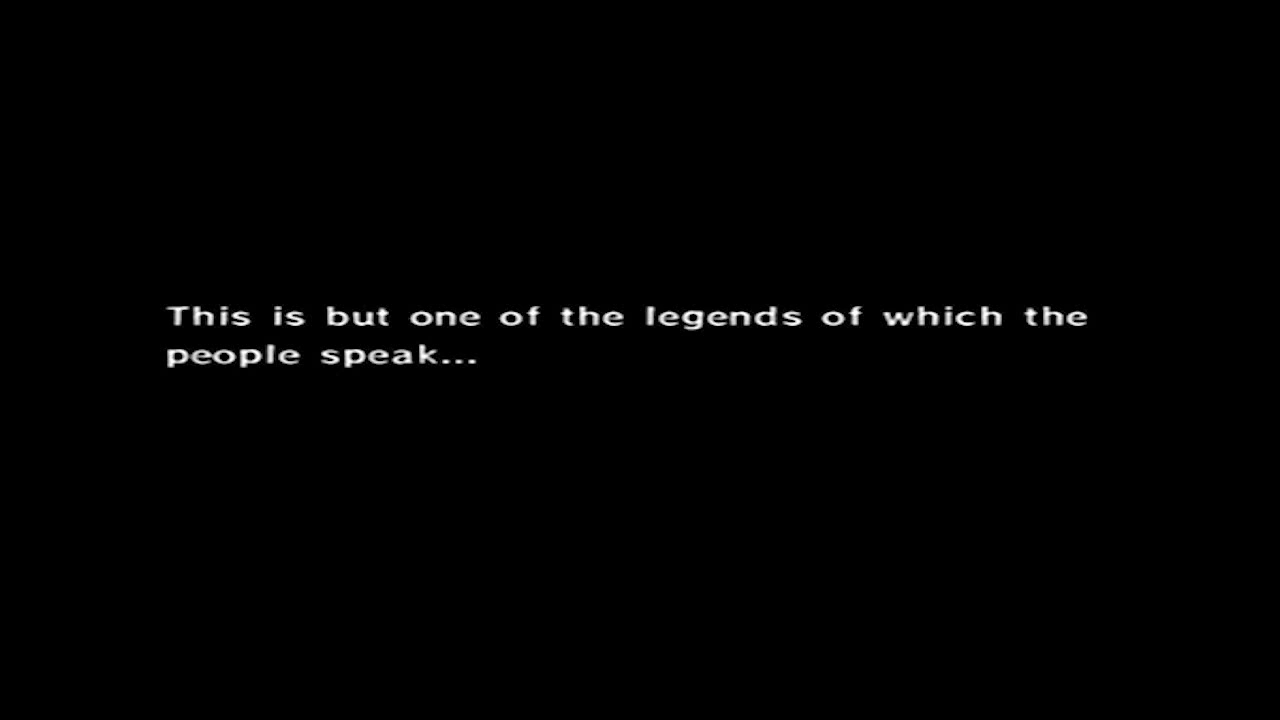 This is but one of the legends of which the
people speak...